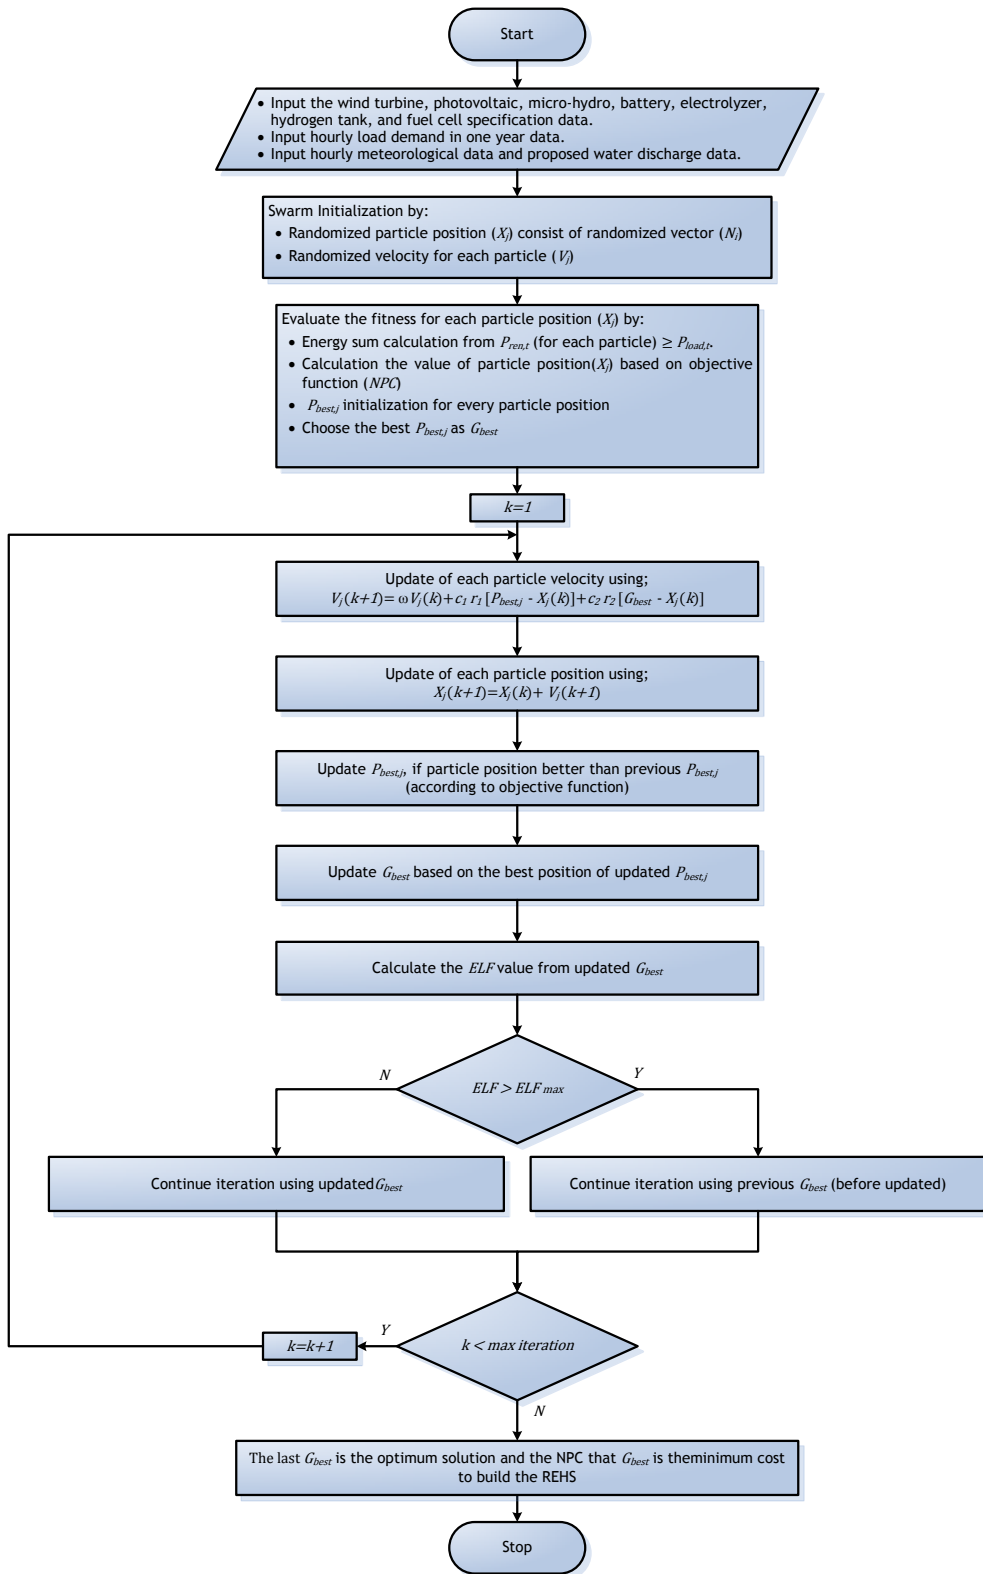 Start
• Input the wind turbine, photovoltaic, micro-hydro, battery, electrolyzer,
hydrogen tank, and fuel cell specification data.
• Input hourly load demand in one year data.
• Input hourly meteorological data and proposed water discharge data.
Swarm Initialization by:
• Randomized particle position (Xj) consist of randomized vector (Ni)
• Randomized velocity for each particle (Vj)
Evaluate the fitness for each particle position (Xj) by:
• Energy sum calculation from Pren,t (for each particle) ≥ Pload,t.
• Calculation the value of particle position(Xj) based on objective
function (NPC)
• Pbest,j initialization for every particle position
• Choose the best Pbest,j as Gbest
k=1
Update of each particle velocity using;
Vj(k+1)= ωVj(k)+c1 r1 [Pbest,j - Xj(k)]+c2 r2 [Gbest - Xj(k)]
Update of each particle position using;
Xj(k+1)=Xj(k)+ Vj(k+1)
Update Pbest,j, if particle position better than previous Pbest,j
(according to objective function)
Update Gbest based on the best position of updated Pbest,j
Calculate the ELF value from updated Gbest
N
ELF > ELF max
Y
Continue iteration using updatedGbest
Continue iteration using previous Gbest (before updated)
k=k+1
Y
k < max iteration
N
The last Gbest is the optimum solution and the NPC that Gbest is theminimum cost
to build the REHS
Stop